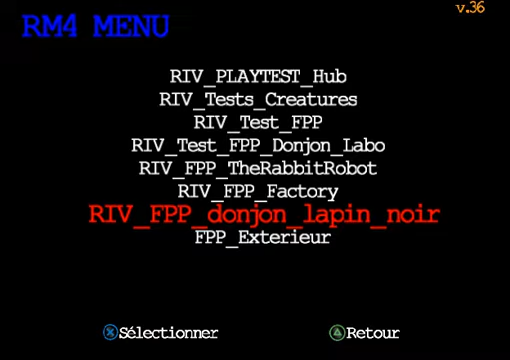 v.36
RM4 MENU
RIV_PLAYTEST_Hub
RIV_Tests_Creatures
RIV_Test_FPP
RIV_Test_FPP_Donjon_Labo
RIV_FPP_TheRabbitRobot
RIV_FPP_Factory
RIV_FPP_donjon_lapin_noir
FPP_Exterieur
Sélectionner
Retour